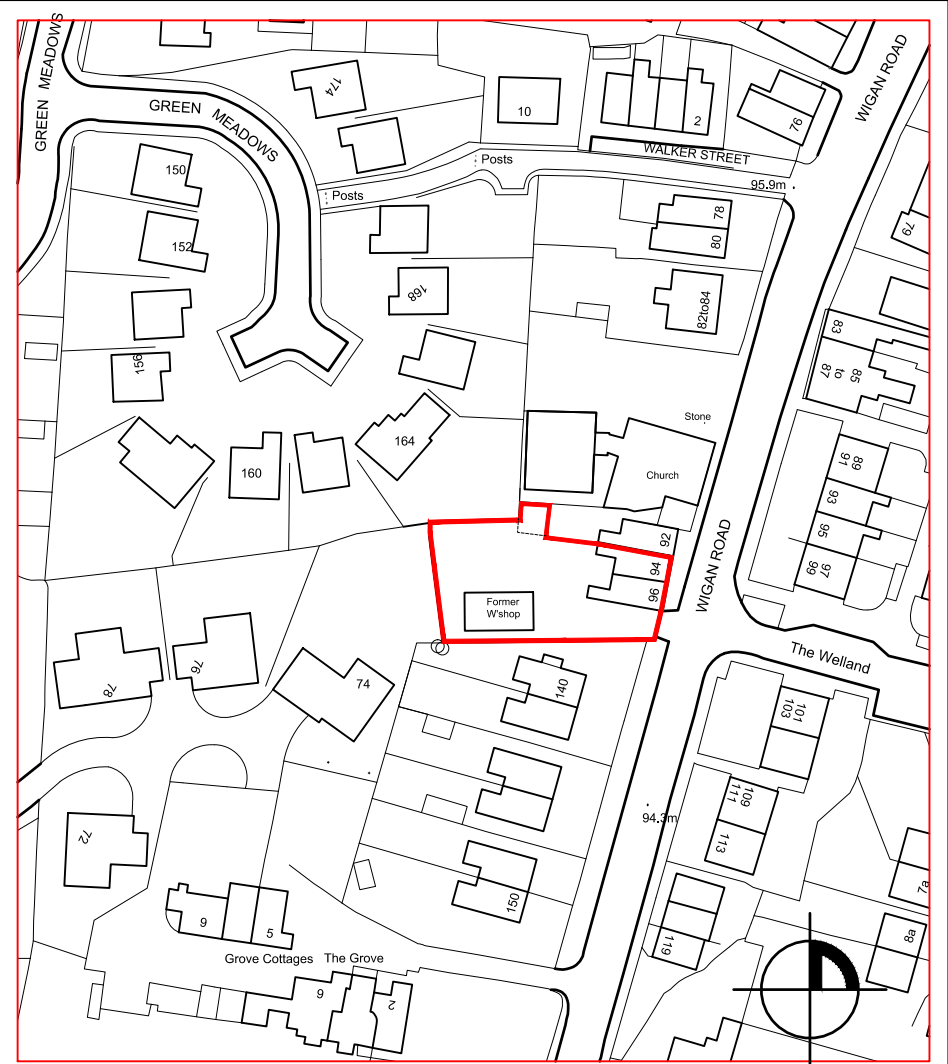 GREEN MEADOWS
GREEN MEADOWS
174
10
2
76
WIGAN ROAD
WALKER STREET
Posts
Posts
95.9m
150
152
78
80
79
168
82to84
83
85
to
87
156
Stone
164
160
Church
89
91
93
95
97
99
92
94
96
WIGAN ROAD
Former
W'shop
The Welland
78
76
74
140
101
103
94.3m
109
111
113
72
150
7a
9
5
119
8a
Grove Cottages
The Grove
6
2